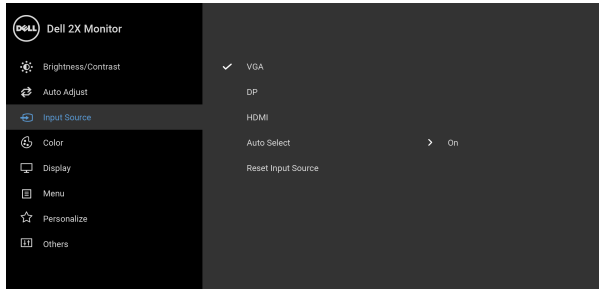 DELL Dell 2X Monitor
Brightness/Contrast
VGA
Auto Adjust
DP
Input Source
HDMI
Color
Auto Select
On
Display
Reset Input Source
Menu
Personalize
Others